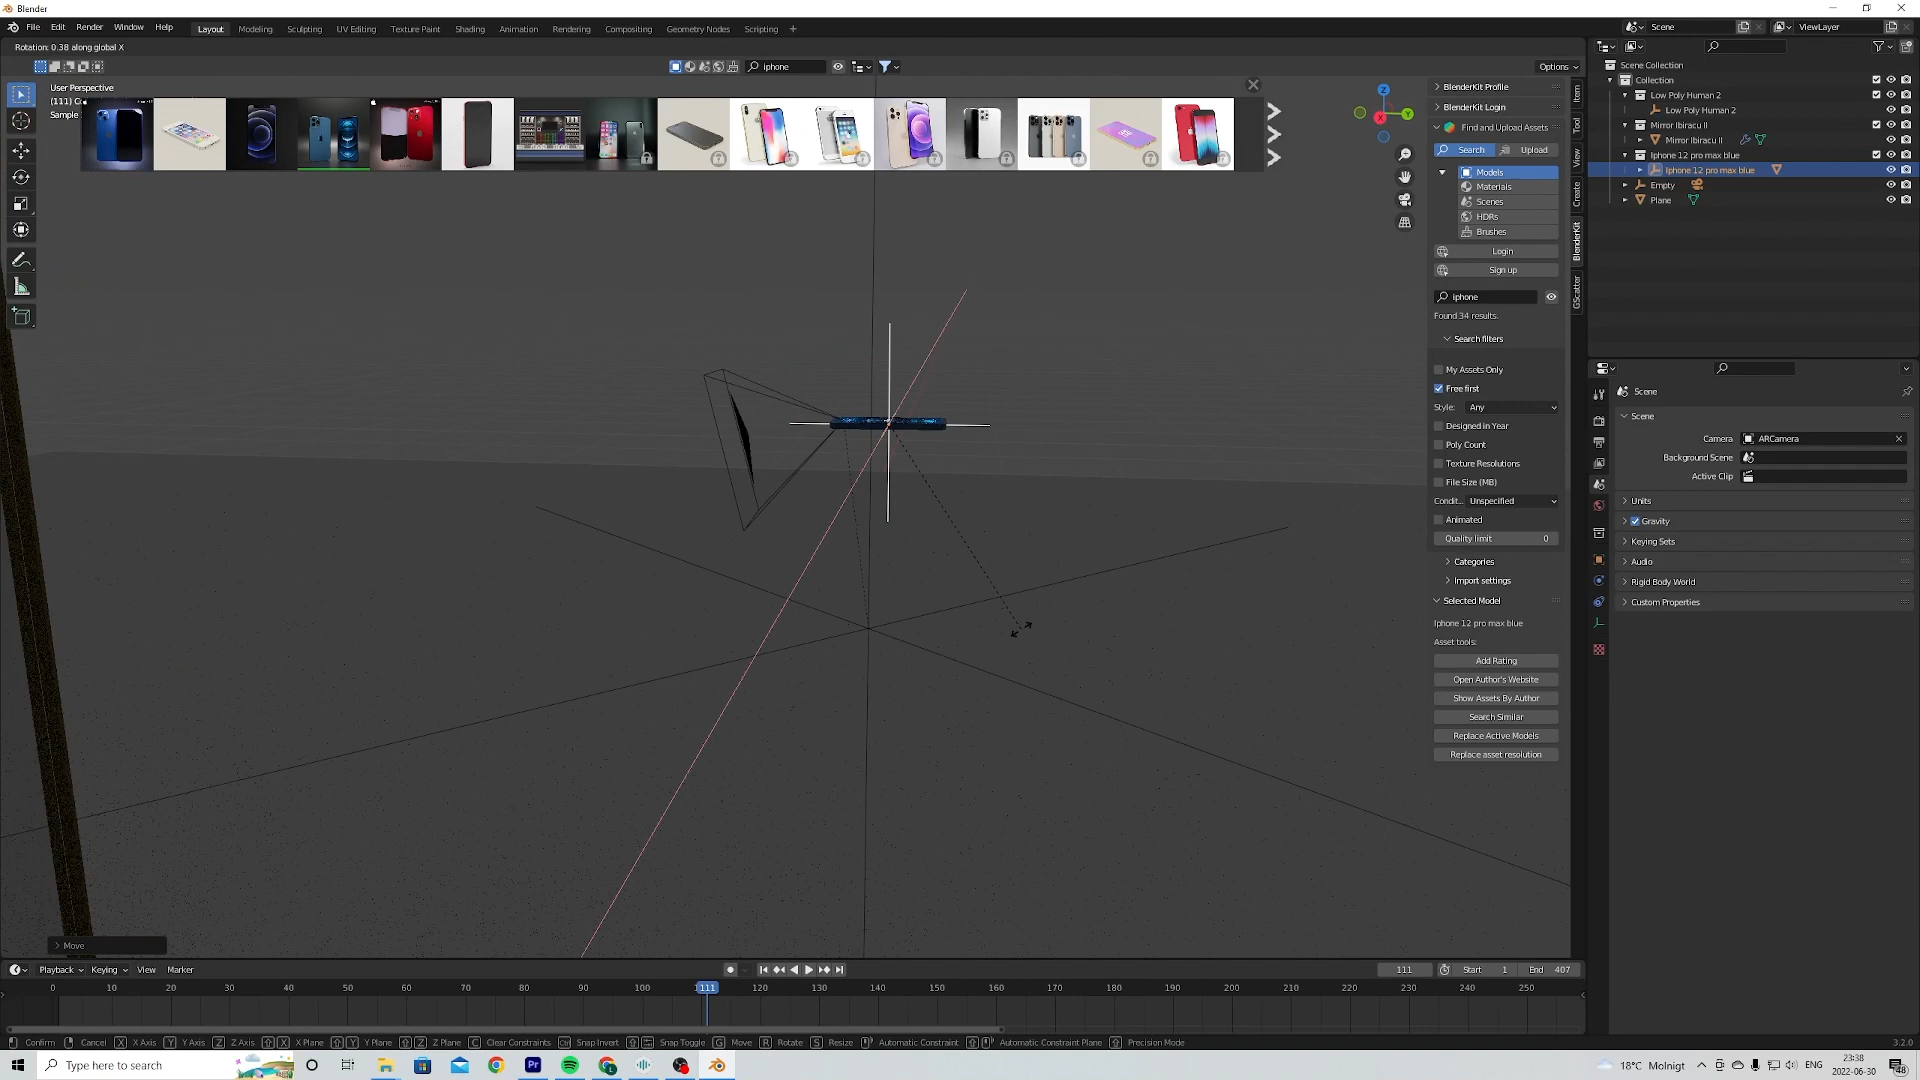 Blender
File Edit Render Window Help
Layout Modeling Sculpting UV Editing Texture Paint Shading Animation Rendering Compositing Geometry Nodes Scripting +
Scene
ViewLayer
Rotation: 0.38 along global X
iphone
Options
User Perspective
(111) C
Sample
BlenderKit Profile
BlenderKit Login
Find and Upload Assets
Search Upload
Models
Materials
Scenes
HDRs
Brushes
Login
Sign up
iphone
Found 34 results.
Search filters
My Assets Only
Free first
Style: Any
Designed in Year
Poly Count
Texture Resolutions
File Size (MB)
Condit... Unspecified
Animated
Quality limit 0
Categories
Import settings
Selected Model
Iphone 12 pro max blue
Asset tools:
Add Rating
Open Author's Website
Show Assets By Author
Search Similar
Replace Active Models
Replace asset resolution
Item
Tool
View
Create
BlenderKit
GScatter
Scene Collection
Collection
Low Poly Human 2
Low Poly Human 2
Mirror Ibiracu II
Mirror Ibiracu II
Iphone 12 pro max blue
Iphone 12 pro max blue
Empty
Plane
Scene
Scene
Camera ARCamera
Background Scene
Active Clip
Units
Gravity
Keying Sets
Audio
Rigid Body World
Custom Properties
Z
Y
X
Move
Playback Keying View Marker
111 Start 1 End 407
0 10 20 30 40 50 60 70 80 90 100 111 120 130 140 150 160 170 180 190 200 210 220 230 240 250
Confirm Cancel X X Axis Y Y Axis Z Z Axis X X Plane Y Y Plane Z Z Plane C Clear Constraints Ctrl Snap Invert Snap Toggle G Move R Rotate S Resize Automatic Constraint Automatic Constraint Plane Precision Mode 3.2.0
Type here to search
Pr
18°C Molnigt
ENG
23:38
2022-06-30
48